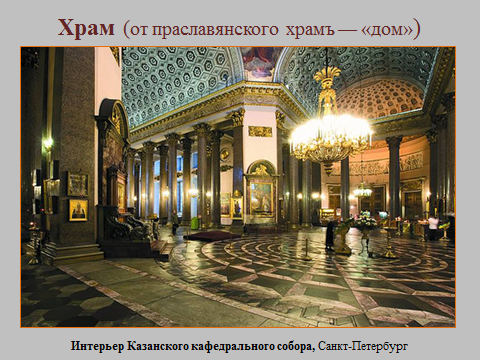 Храм (от праславянского храмъ — «дом»)
Интерьер Казанского кафедрального собора, Санкт-Петербург